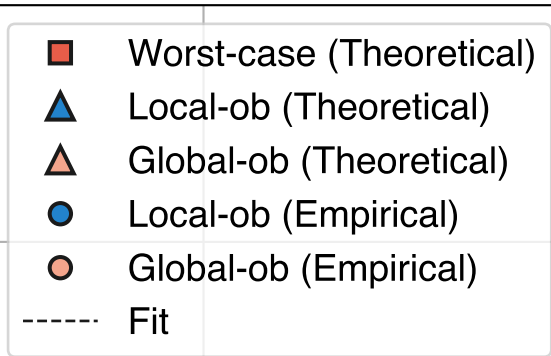 Worst-case (Theoretical)
Local-ob (Theoretical)
Global-ob (Theoretical)
Local-ob (Empirical)
Global-ob (Empirical)
Fit